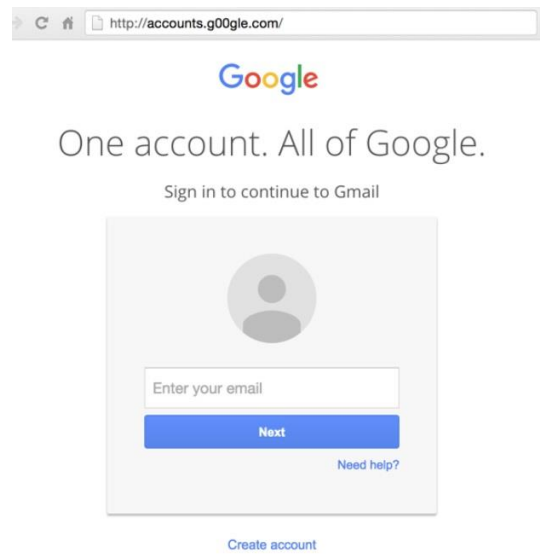 http://accounts.g00gle.com/
Google
One account. All of Google.
Sign in to continue to Gmail
Enter your email
Next
Need help?
Create account